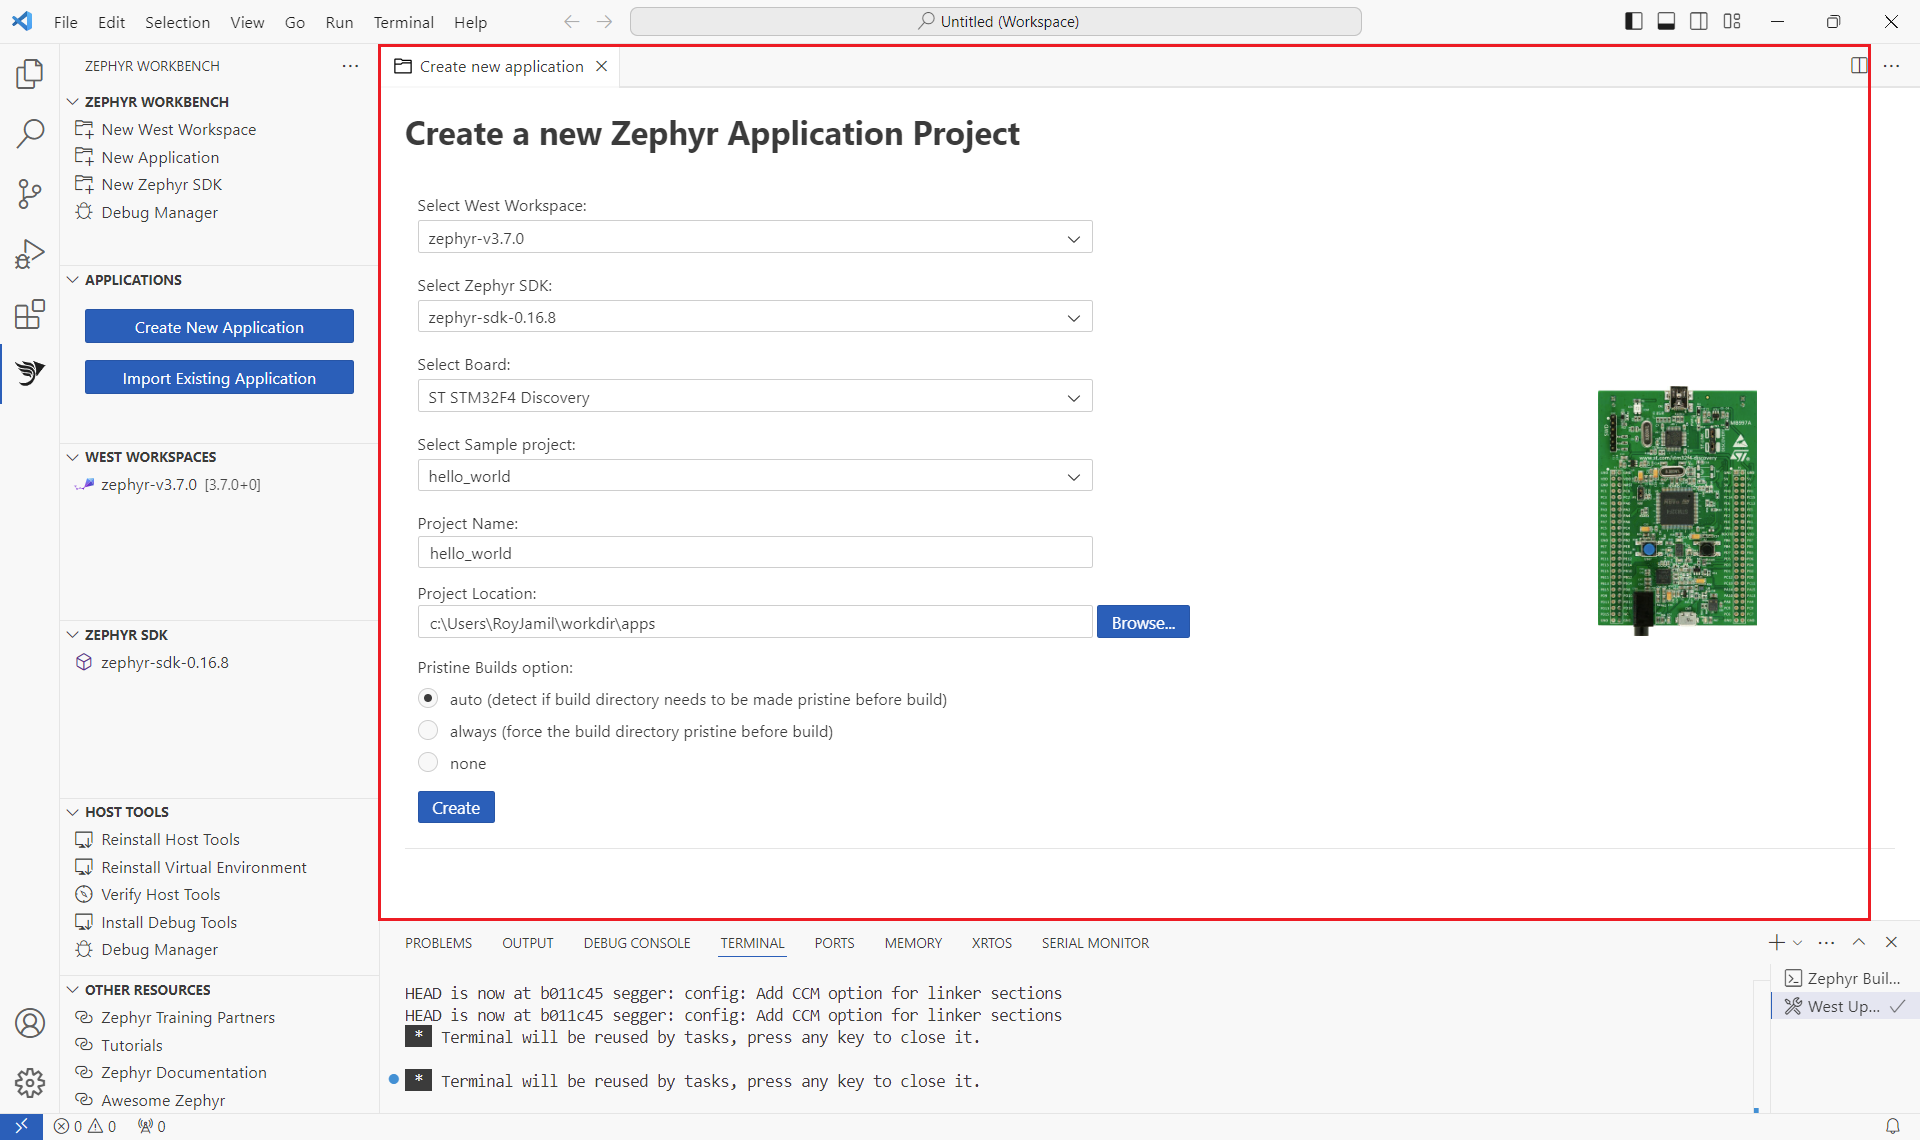 File Edit Selection View Go Run Terminal Help
Untitled (Workspace)
ZEPHYR WORKBENCH
ZEPHYR WORKBENCH
New West Workspace
New Application
New Zephyr SDK
Debug Manager
APPLICATIONS
Create New Application
Import Existing Application
WEST WORKSPACES
zephyr-v3.7.0 [3.7.0+0]
ZEPHYR SDK
zephyr-sdk-0.16.8
HOST TOOLS
Reinstall Host Tools
Reinstall Virtual Environment
Verify Host Tools
Install Debug Tools
Debug Manager
OTHER RESOURCES
Zephyr Training Partners
Tutorials
Zephyr Documentation
Awesome Zephyr
Create new application
Create a new Zephyr Application Project
Select West Workspace:
zephyr-v3.7.0
Select Zephyr SDK:
zephyr-sdk-0.16.8
Select Board:
ST STM32F4 Discovery
Select Sample project:
hello_world
Project Name:
hello_world
Project Location:
c:\Users\RoyJamil\workdir\apps
Browse...
Pristine Builds option:
auto (detect if build directory needs to be made pristine before build)
always (force the build directory pristine before build)
none
Create
PROBLEMS OUTPUT DEBUG CONSOLE TERMINAL PORTS MEMORY XRTOS SERIAL MONITOR
HEAD is now at b011c45 segger: config: Add CCM option for linker sections
HEAD is now at b011c45 segger: config: Add CCM option for linker sections
* Terminal will be reused by tasks, press any key to close it.
* Terminal will be reused by tasks, press any key to close it.
Zephyr Buil...
West Up...
0 0 0